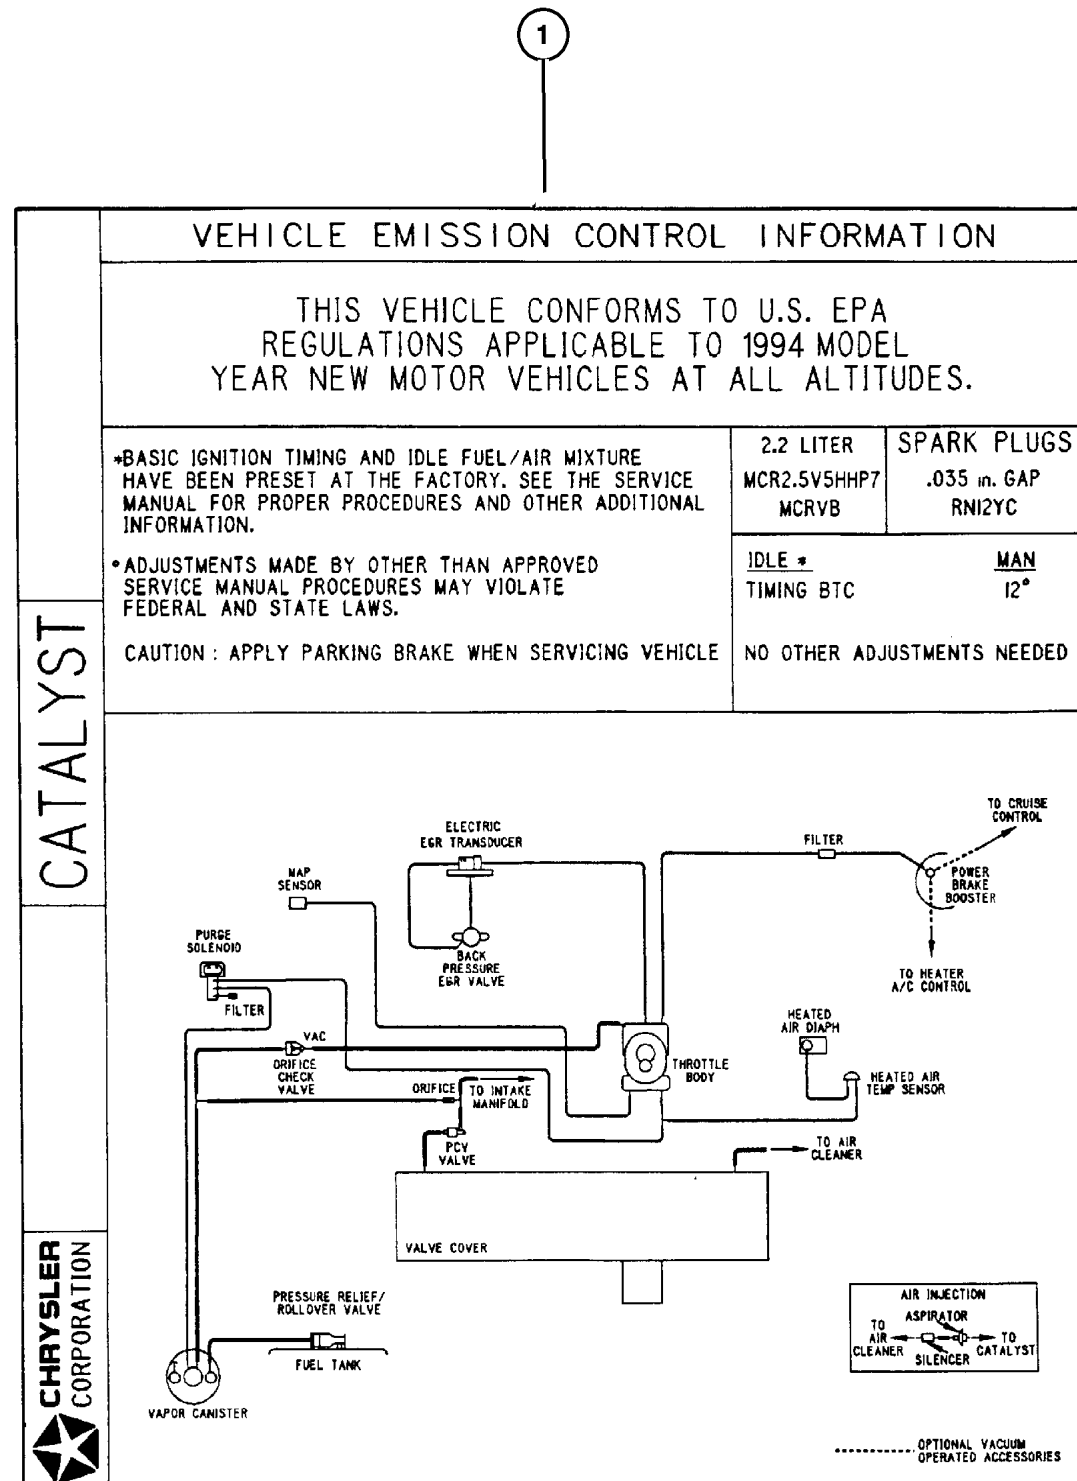 1
VEHICLE EMISSION CONTROL INFORMATION
THIS VEHICLE CONFORMS TO U.S. EPA
REGULATIONS APPLICABLE TO 1994 MODEL
YEAR NEW MOTOR VEHICLES AT ALL ALTITUDES.
*BASIC IGNITION TIMING AND IDLE FUEL/AIR MIXTURE
HAVE BEEN PRESET AT THE FACTORY. SEE THE SERVICE
MANUAL FOR PROPER PROCEDURES AND OTHER ADDITIONAL
INFORMATION.
•ADJUSTMENTS MADE BY OTHER THAN APPROVED
SERVICE MANUAL PROCEDURES MAY VIOLATE
FEDERAL AND STATE LAWS.
CAUTION : APPLY PARKING BRAKE WHEN SERVICING VEHICLE
2.2 LITER
MCR2.5V5HHP7
MCRVB
SPARK PLUGS
.035 in. GAP
RN12YC
IDLE * MAN
TIMING BTC 12°
NO OTHER ADJUSTMENTS NEEDED
CATALYST
CHRYSLER
CORPORATION
TO CRUISE
CONTROL
ELECTRIC
EGR TRANSDUCER
FILTER
MAP
SENSOR
POWER
BRAKE
BOOSTER
PURGE
SOLENOID
BACK
PRESSURE
EGR VALVE
TO HEATER
A/C CONTROL
FILTER
HEATED
AIR DIAPH
VAC
ORIFICE
CHECK
VALVE
THROTTLE
BODY
HEATED AIR
TEMP SENSOR
ORIFICE
TO INTAKE
MANIFOLD
PCV
VALVE
TO AIR
CLEANER
VALVE COVER
PRESSURE RELIEF/
ROLLOVER VALVE
FUEL TANK
VAPOR CANISTER
AIR INJECTION
ASPIRATOR
TO
AIR
CLEANER
SILENCER
TO
CATALYST
OPTIONAL VACUUM
OPERATED ACCESSORIES